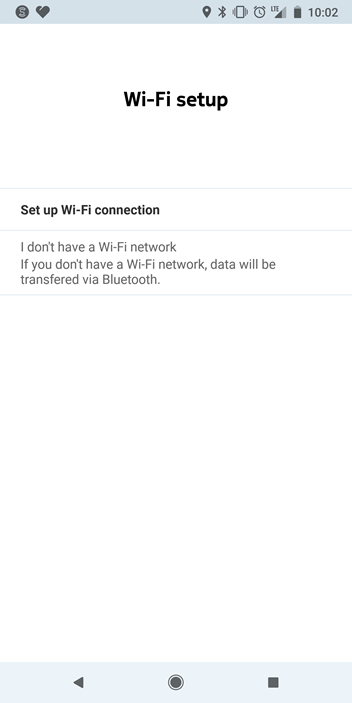 LTE 10:02
Wi-Fi setup
Set up Wi-Fi connection
I don't have a Wi-Fi network
If you don't have a Wi-Fi network, data will be
transfered via Bluetooth.